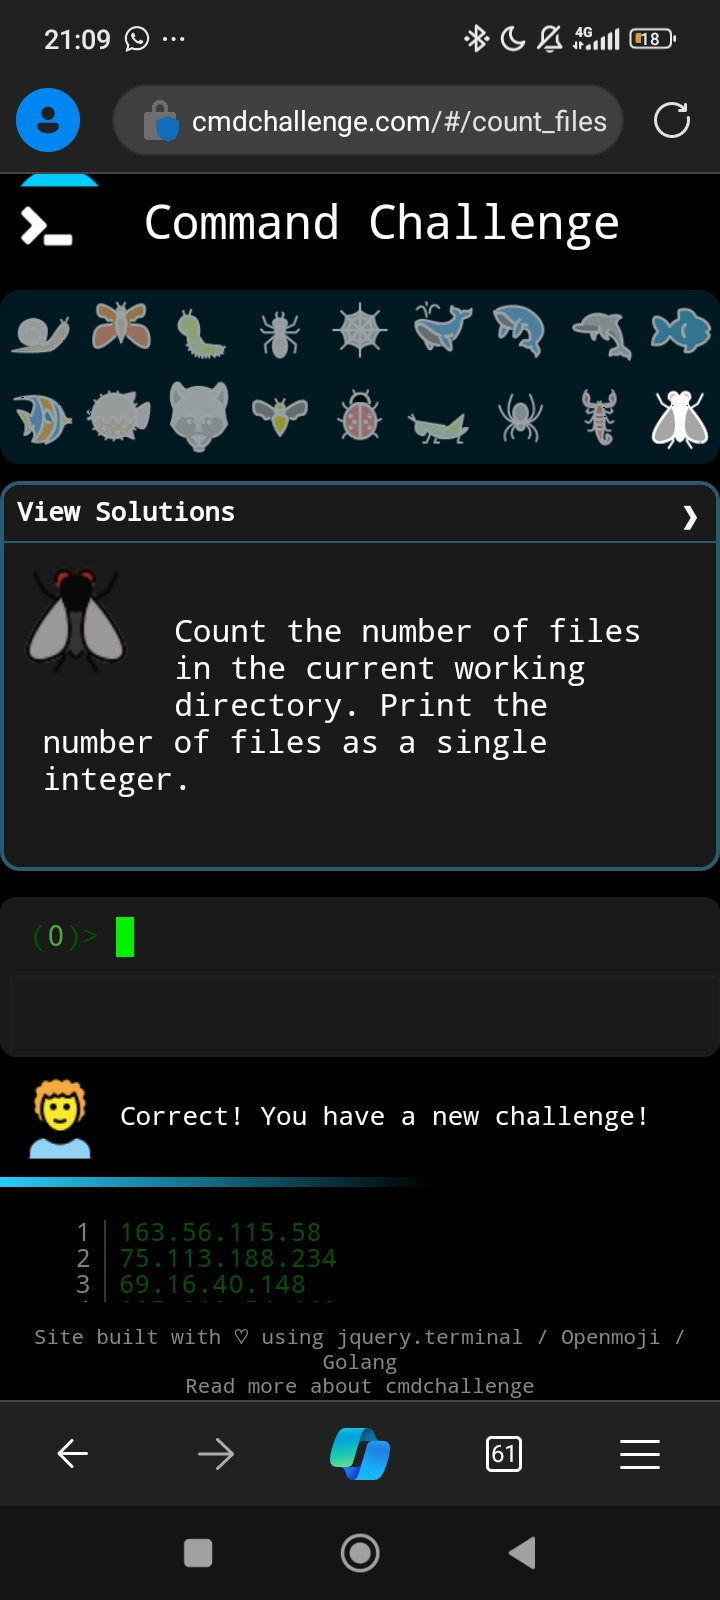 21:09
4G
18
cmdchallenge.com/#/count_files
Command Challenge
View Solutions
Count the number of files
in the current working
directory. Print the
number of files as a single
integer.
(0)>
Correct! You have a new challenge!
1 163.56.115.58
2 75.113.188.234
3 69.16.40.148
Site built with ♡ using jquery.terminal / Openmoji /
Golang
Read more about cmdchallenge
61